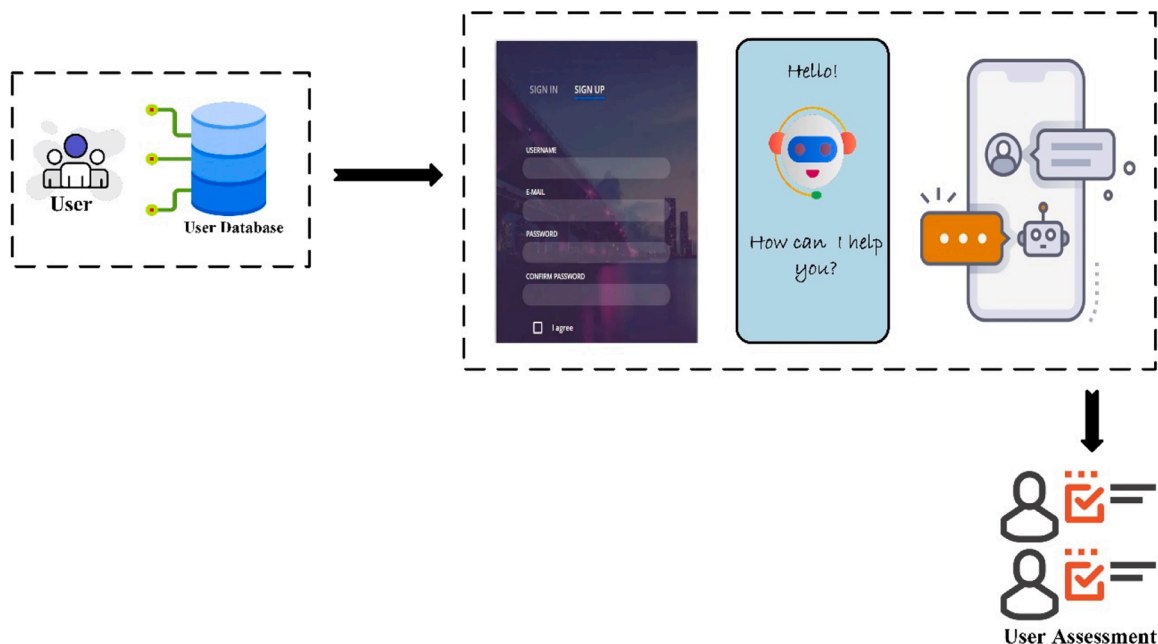 User
User Database
SIGN IN SIGN UP
USERNAME
E-MAIL
PASSWORD
CONFIRM PASSWORD
I agree
Hello!
How can I help
you?
User Assessment